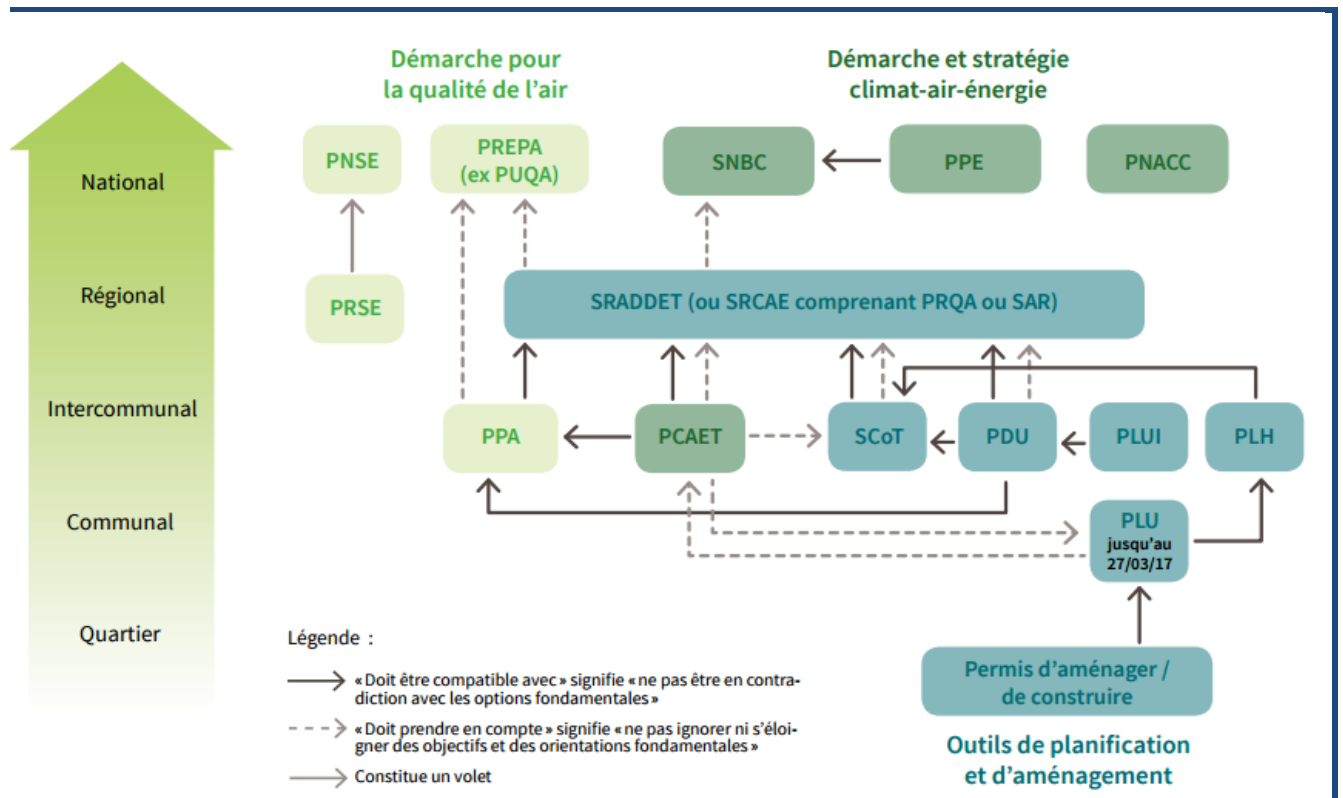 Démarche pour
la qualité de l'air
Démarche et stratégie
climat-air-énergie
National
PNSE
PREPA
(ex PUQA)
SNBC
PPE
PNACC
Régional
PRSE
SRADDET (ou SRCAE comprenant PRQA ou SAR)
Intercommunal
PPA
PCAET
SCoT
PDU
PLUI
PLH
Communal
PLU
jusqu'au
27/03/17
Quartier
Permis d'aménager /
de construire
Outils de planification
et d'aménagement
Légende :
« Doit être compatible avec » signifie « ne pas être en contra-
diction avec les options fondamentales »
« Doit prendre en compte » signifie « ne pas ignorer ni s'éloi-
gner des objectifs et des orientations fondamentales »
Constitue un volet